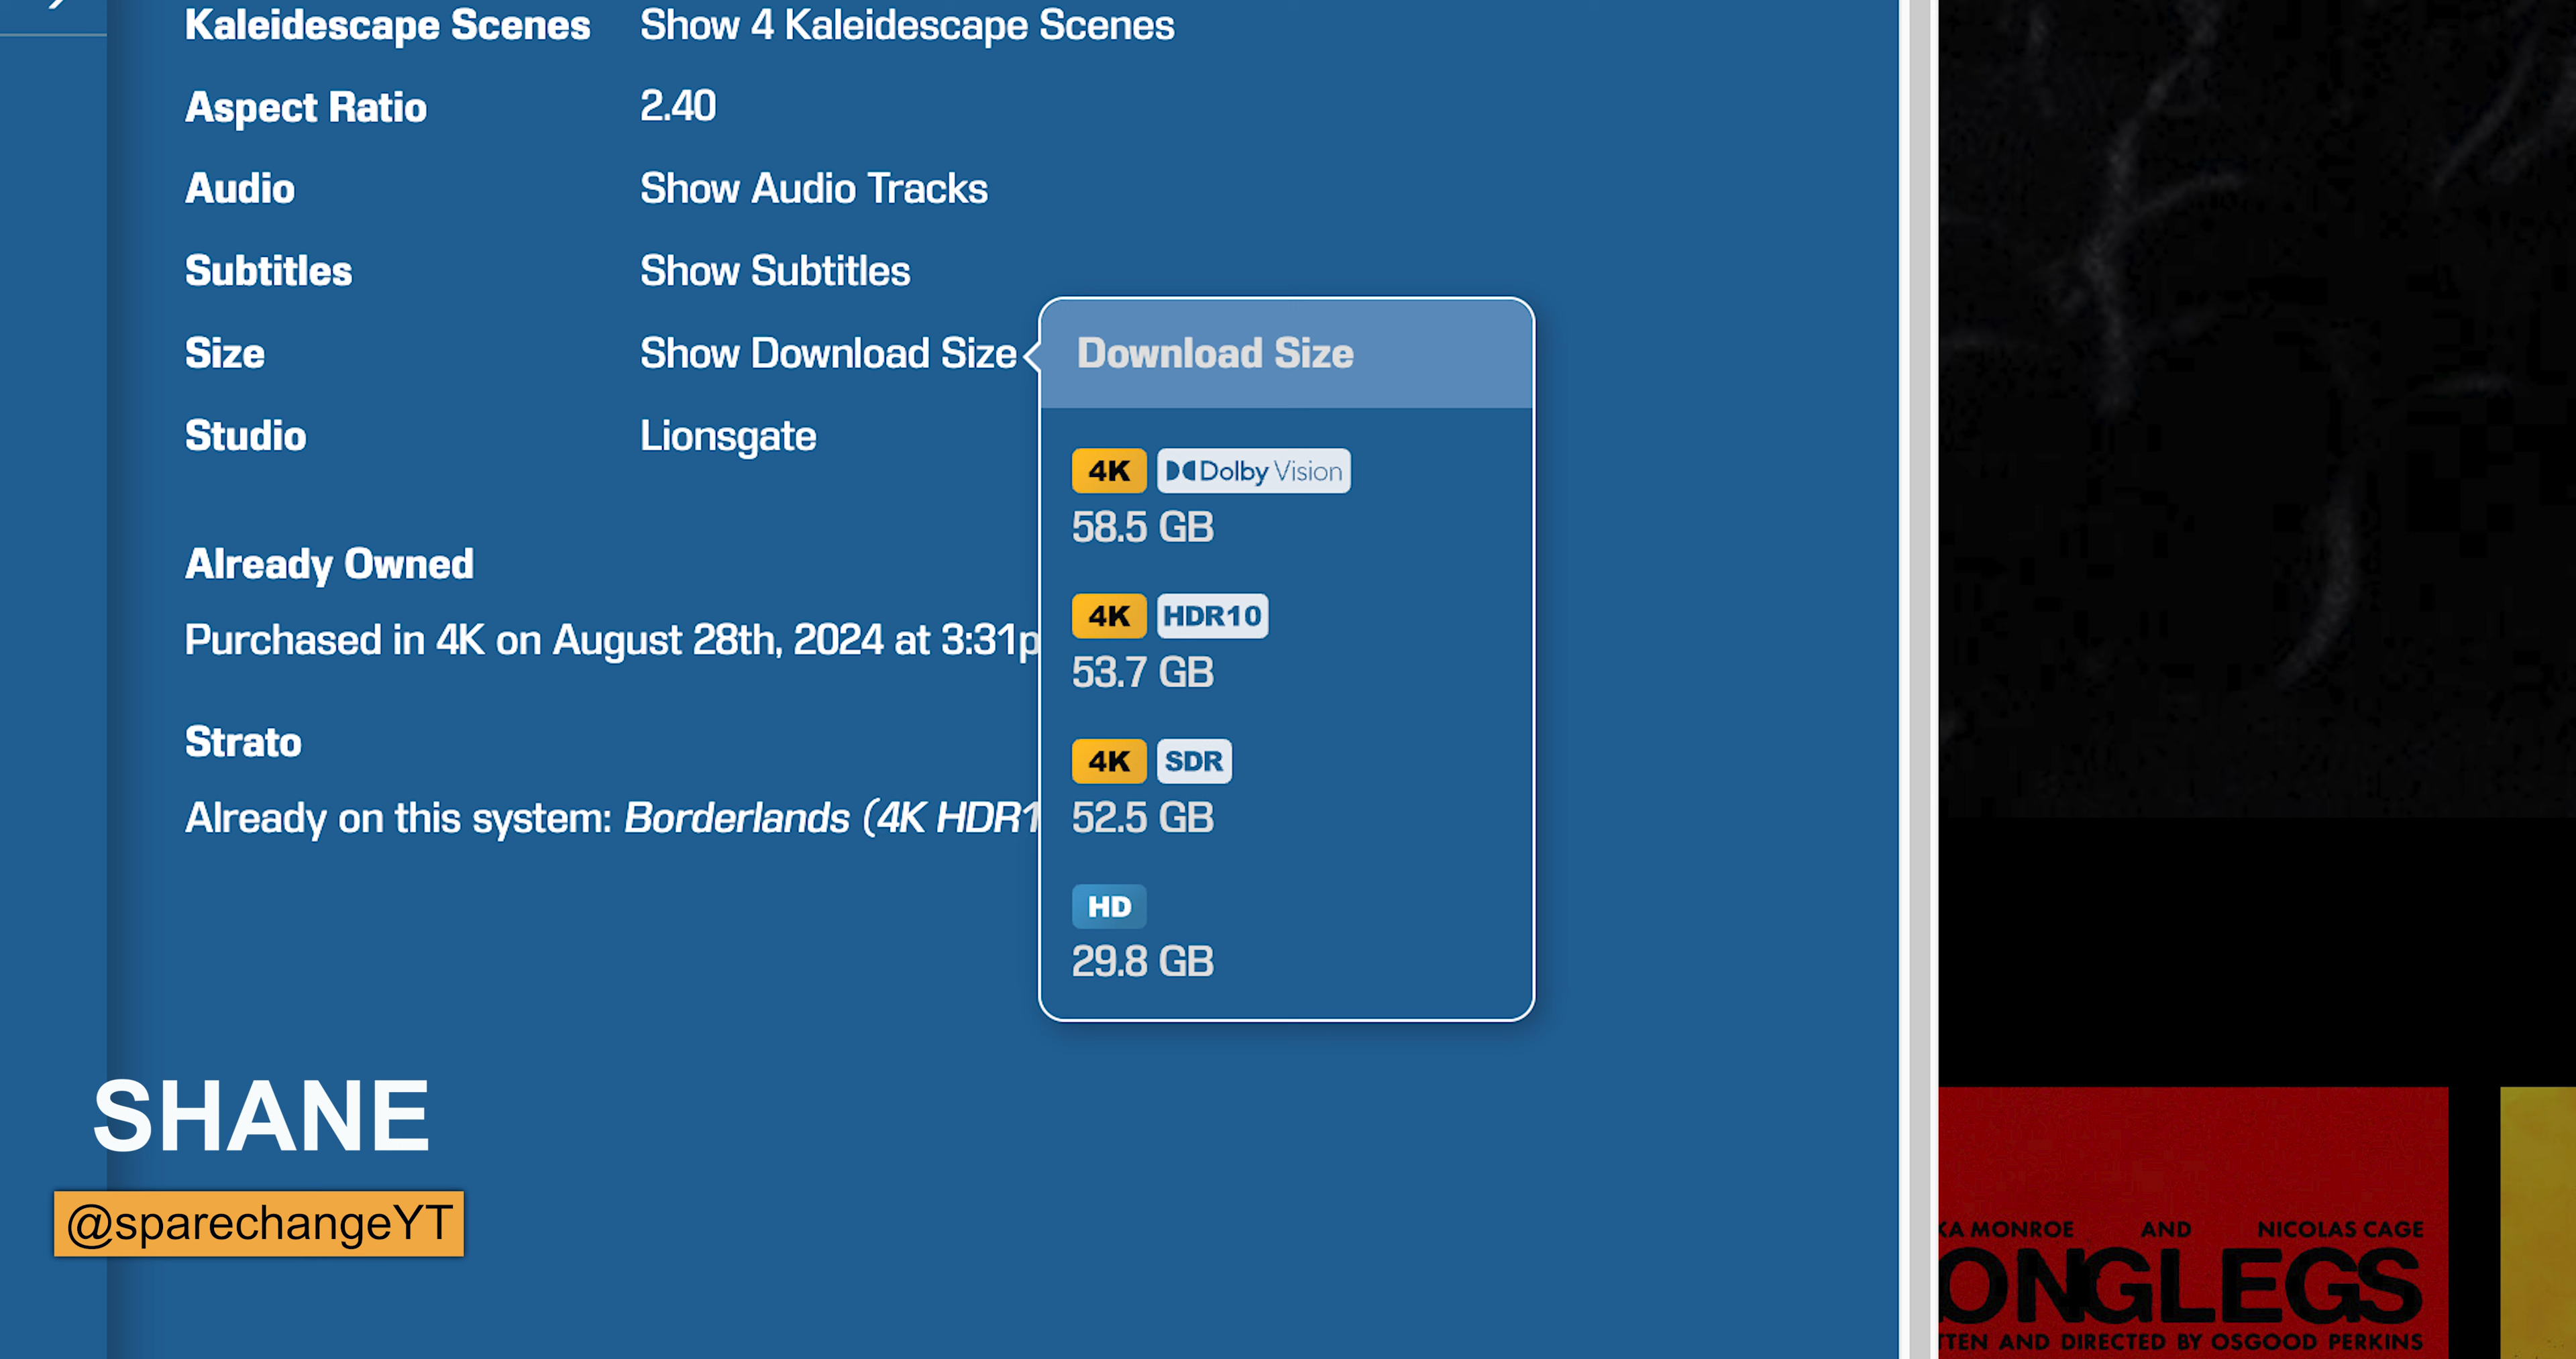 Kaleidescape Scenes Show 4 Kaleidescape Scenes
Aspect Ratio 2.40
Audio Show Audio Tracks
Subtitles Show Subtitles
Size Show Download Size
Studio Lionsgate
Already Owned
Purchased in 4K on August 28th, 2024 at 3:31p
Strato
Already on this system: Borderlands (4K HDR1
Download Size
4K Dolby Vision
58.5 GB
4K HDR10
53.7 GB
4K SDR
52.5 GB
HD
29.8 GB
SHANE
@sparechangeYT
KA MONROE AND NICOLAS CAGE
ONGLEGS
TTEN AND DIRECTED BY OSGOOD PERKINS